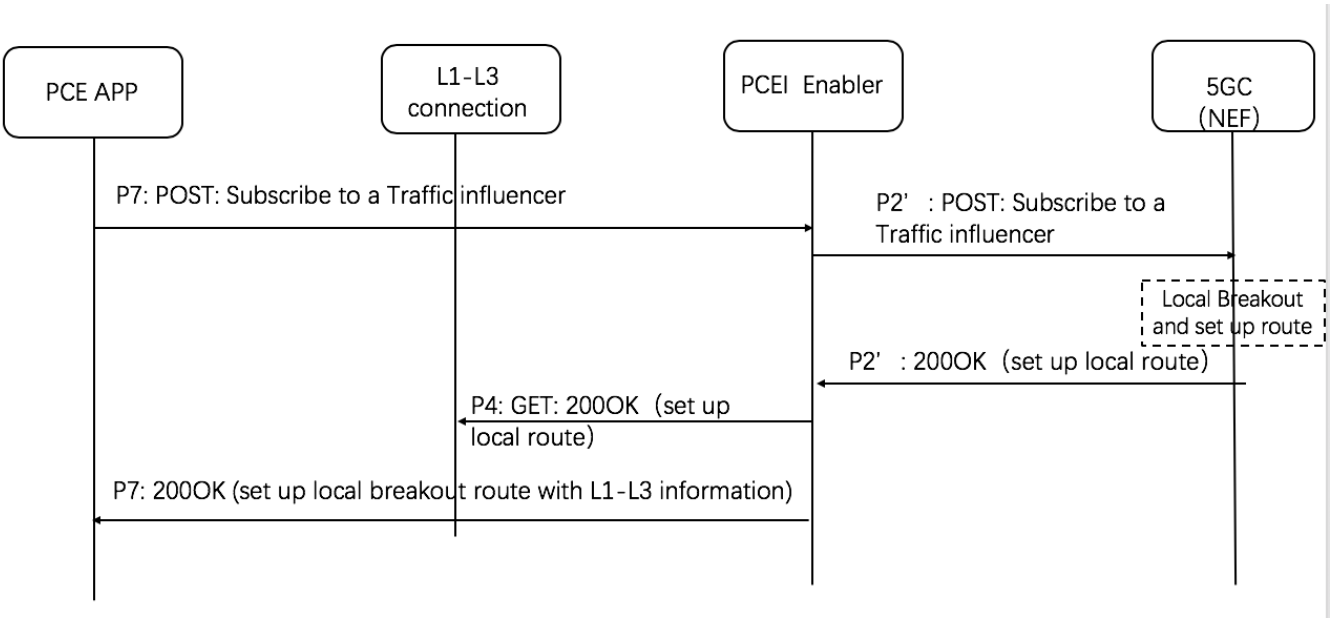 PCE APP
L1-L3
connection
PCEI Enabler
5GC
（NEF）
P7: POST: Subscribe to a Traffic influencer
P2' : POST: Subscribe to a
Traffic influencer
Local Breakout
and set up route
P2' : 200OK（set up local route）
P4: GET: 200OK（set up
local route）
P7: 200OK (set up local breakout route with L1-L3 information)